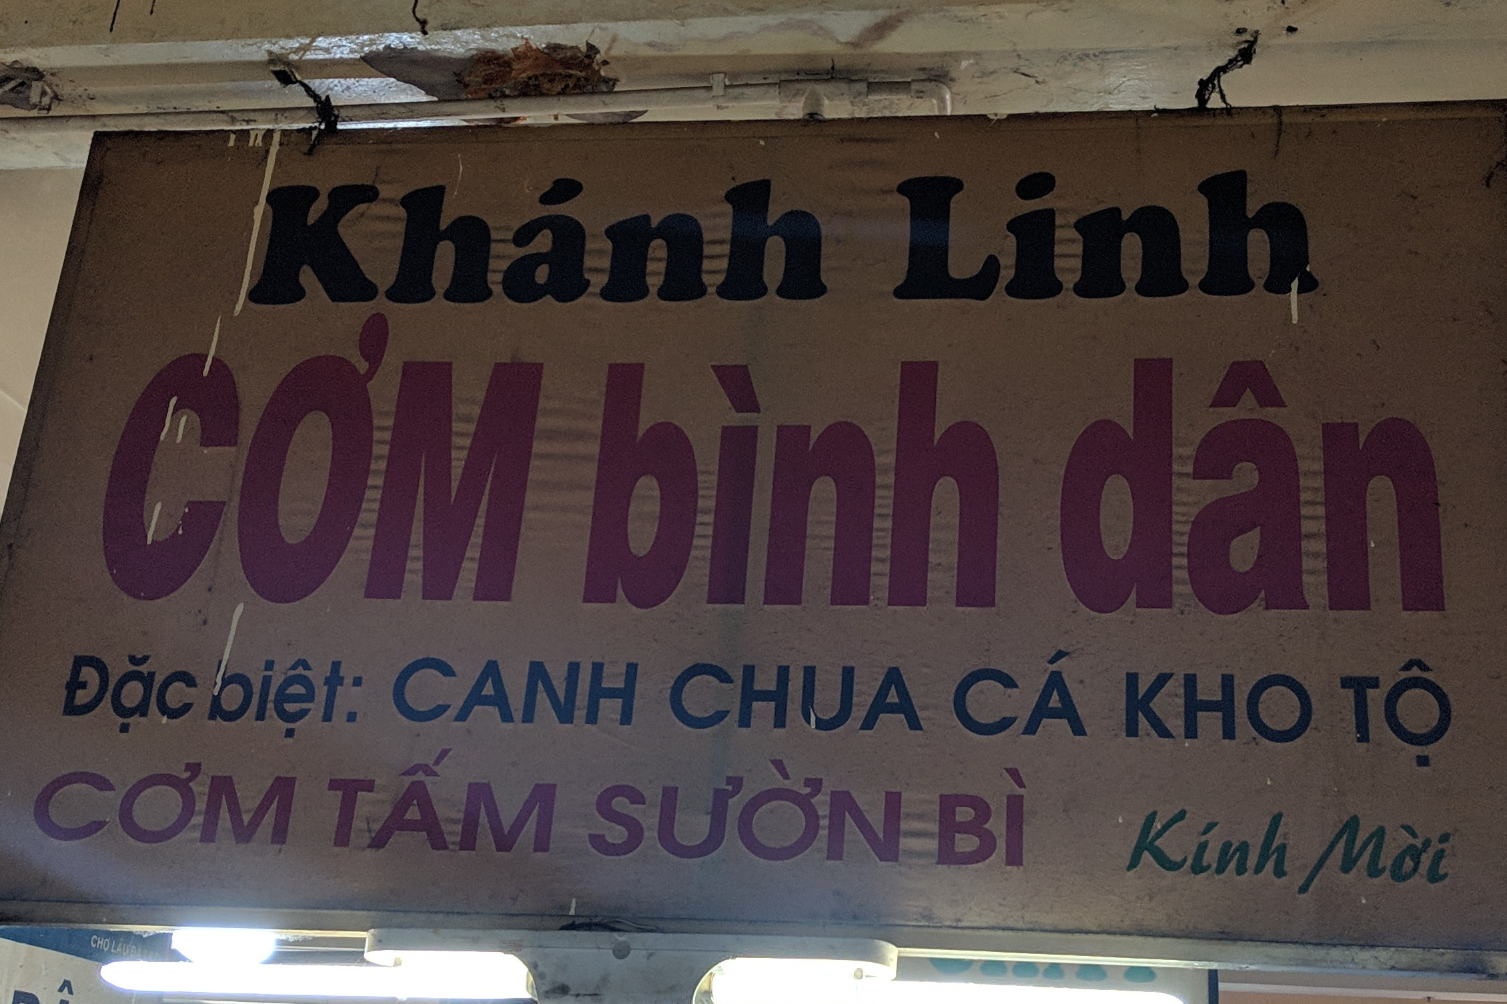 Khánh Linh
CƠM bình dân
Đặc biệt: CANH CHUA CÁ KHO TỘ
CƠM TẤM SƯỜN BÌ Kính Mời